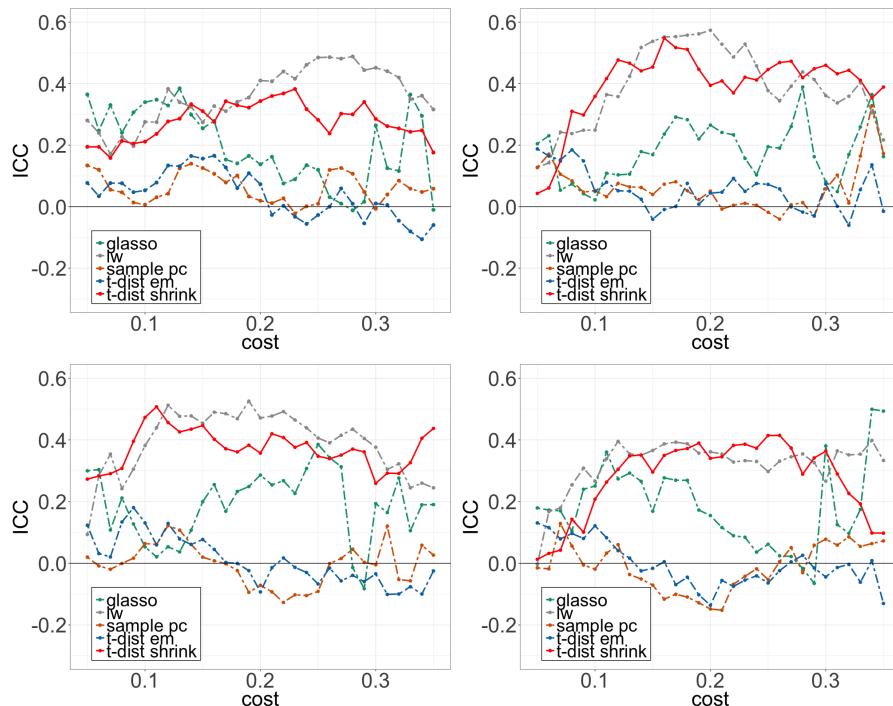 0.6
0.4
0.2
0.0
-0.2
ICC
glasso
lw
sample pc
t-dist em
t-dist shrink
0.1 0.2 0.3
cost
0.6
0.4
0.2
0.0
-0.2
ICC
glasso
lw
sample pc
t-dist em
t-dist shrink
0.1 0.2 0.3
cost
0.6
0.4
0.2
0.0
-0.2
ICC
glasso
lw
sample pc
t-dist em
t-dist shrink
0.1 0.2 0.3
cost
0.6
0.4
0.2
0.0
-0.2
ICC
glasso
lw
sample pc
t-dist em
t-dist shrink
0.1 0.2 0.3
cost